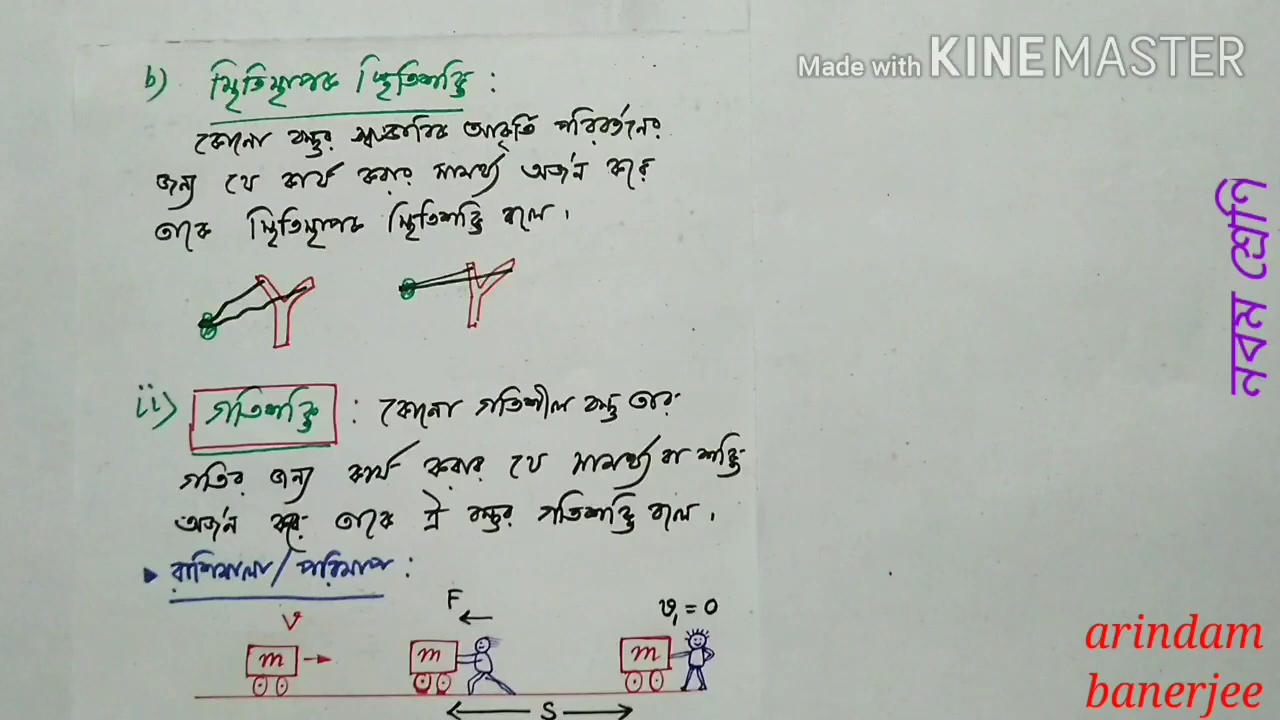 Made with KINEMASTER
b) স্থিতিস্থাপক স্থিতিশক্তি :
কোনো বস্তুর স্বাভাবিক আকৃতি পরিবর্তনের
জন্য যে কার্য করার সামর্থ্য অর্জন করে
তাকে স্থিতিস্থাপক স্থিতিশক্তি বলে ।
ii) গতিশক্তি : কোনো গতিশীল বস্তু তার
গতির জন্য কার্য করার যে সামর্থ্য বা শক্তি
অর্জন করে তাকে ঐ বস্তুর গতিশক্তি বলে ।
রাশিমালা / পরিমাপ :
v F v₁ = 0
m m m
S
নবম শ্রেণি
arindam
banerjee